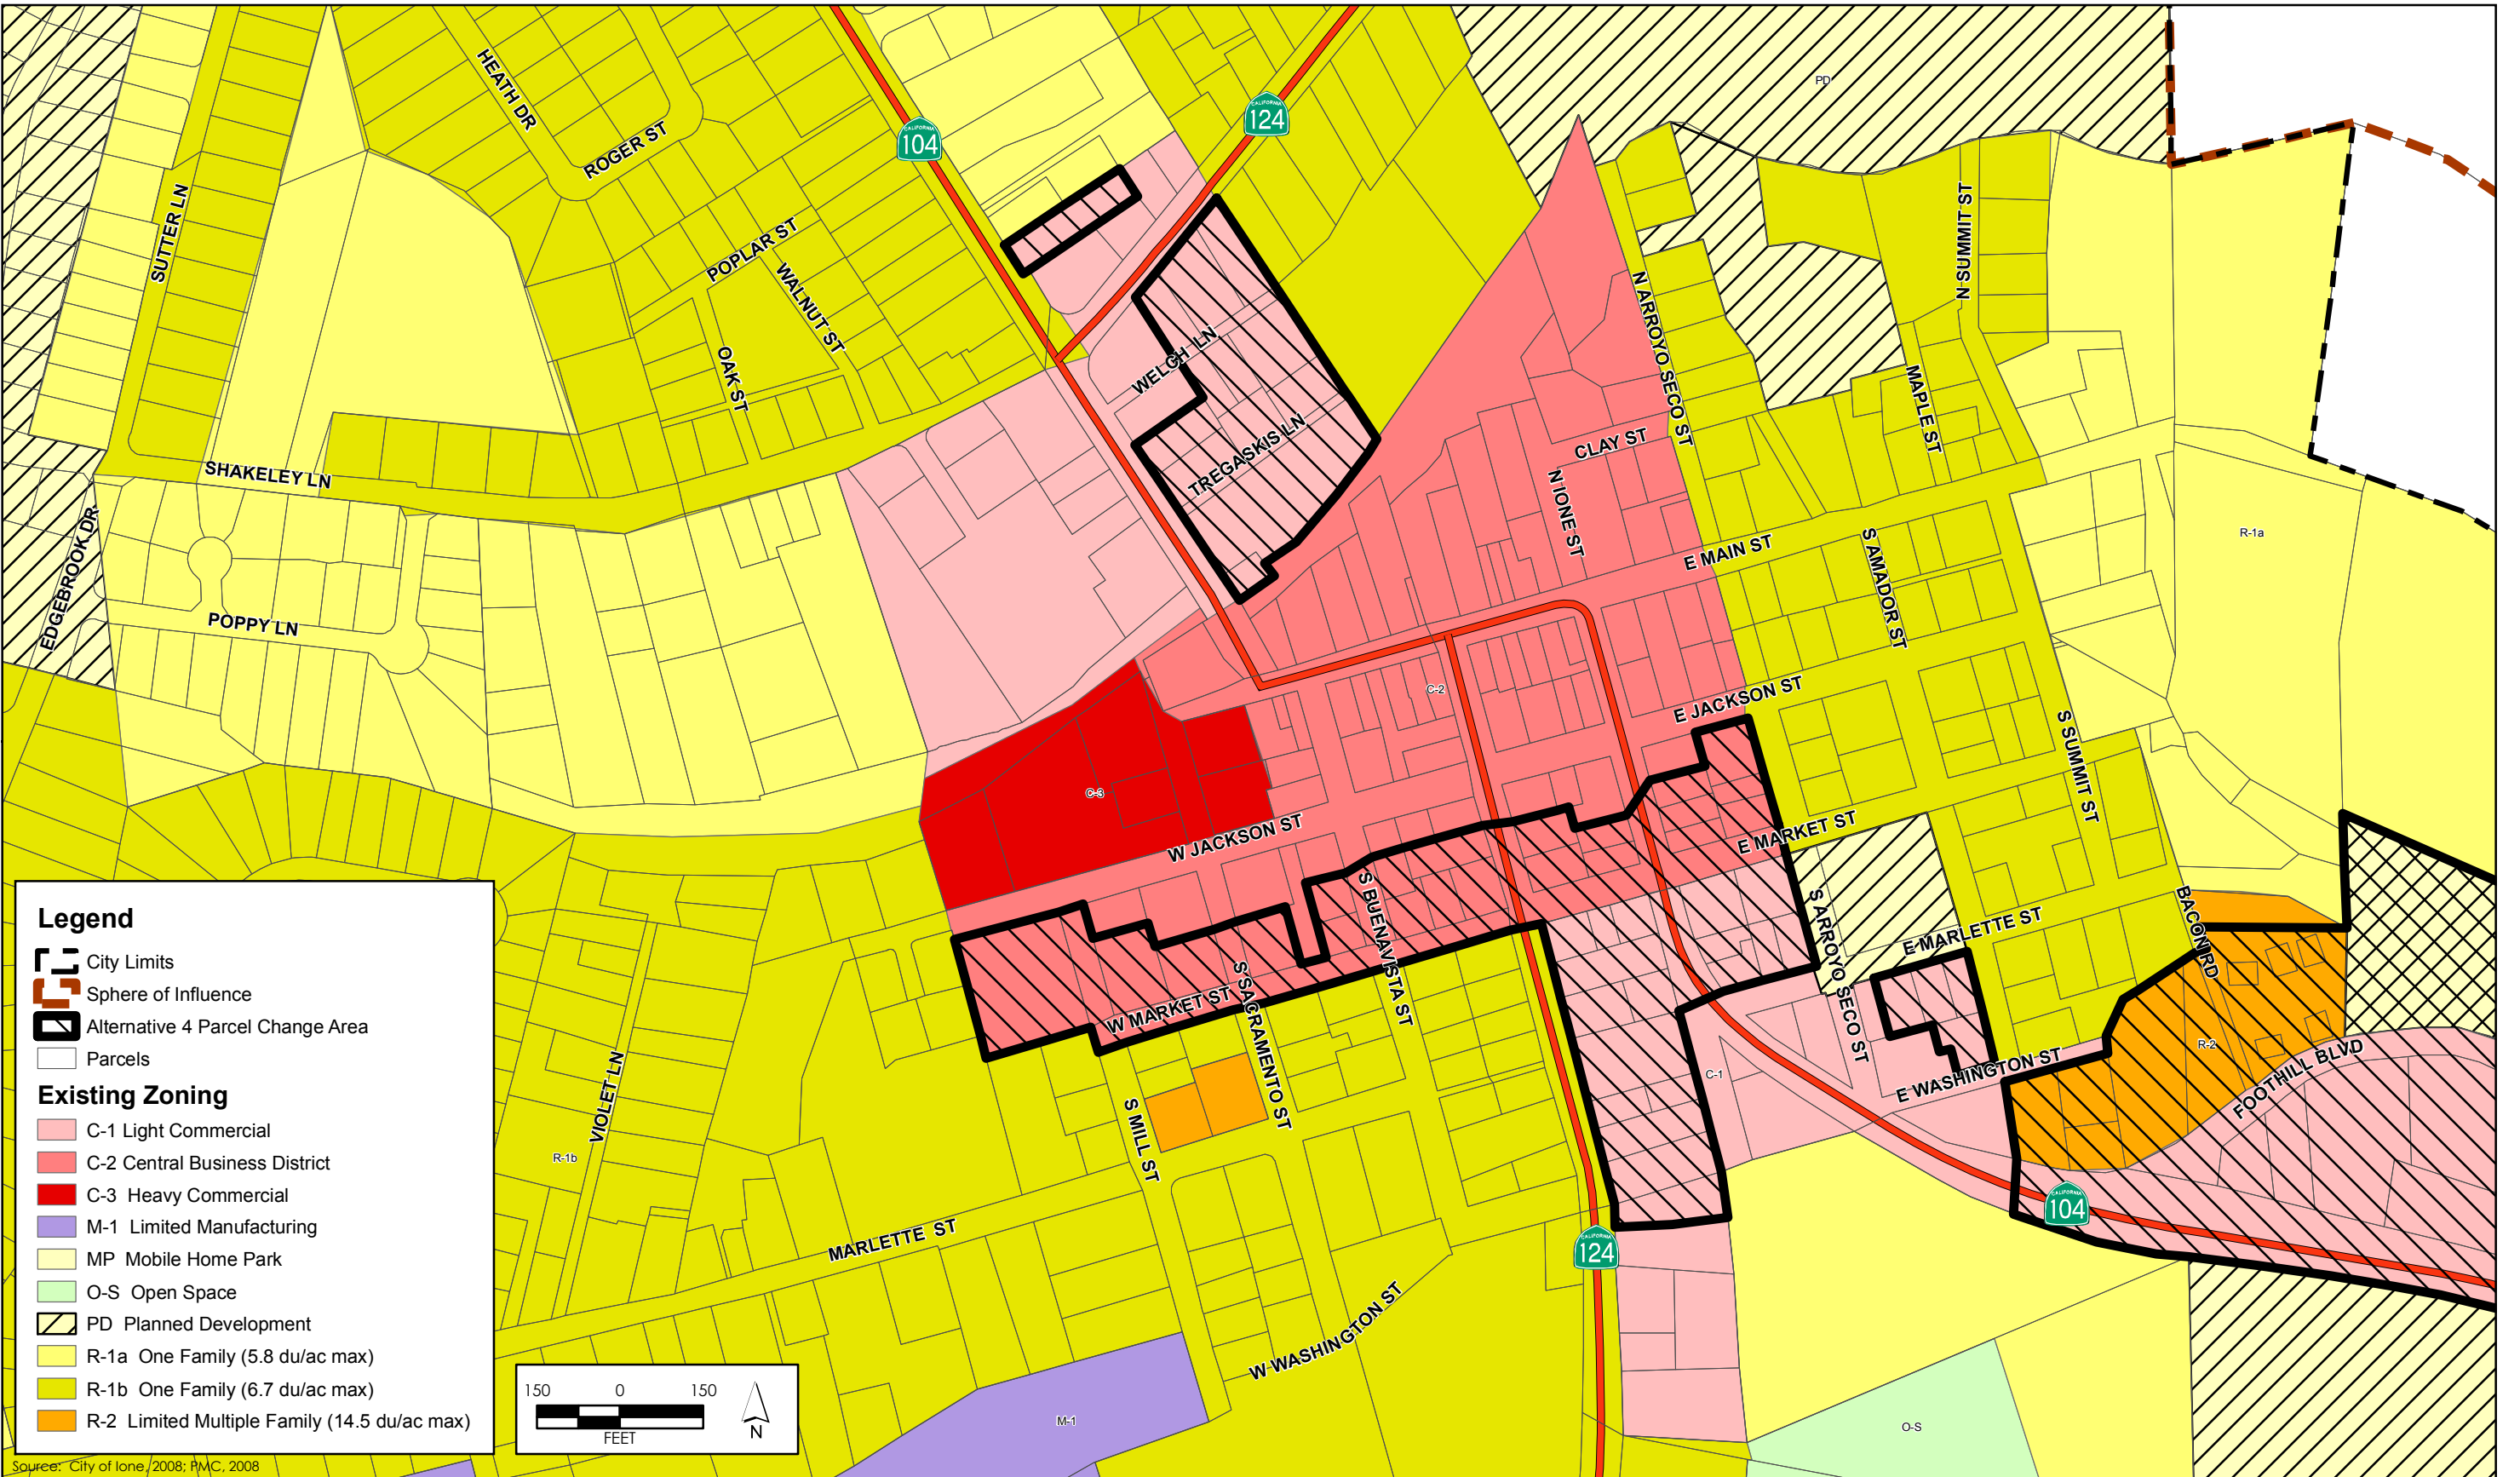 PD
HEATH DR
ROGER ST
CALIFORNIA
104
CALIFORNIA
124
SUTTER LN
POPLAR ST
WALNUT ST
OAK ST
WELCH LN
TREGASKIS LN
N ARROYO SECO ST
N SUMMIT ST
MAPLE ST
CLAY ST
N IONE ST
SHAKELEY LN
EDGEBROOK DR
POPPY LN
E MAIN ST
S AMADOR ST
R-1a
C-2
E JACKSON ST
S SUMMIT ST
C-3
W JACKSON ST
E MARKET ST
S BUENAVISTA ST
S ARROYO SECO ST
E MARLETTE ST
BACON RD
W MARKET ST
S SACRAMENTO ST
R-2
FOOTHILL BLVD
E WASHINGTON ST
C-1
VIOLET LN
R-1b
S MILL ST
MARLETTE ST
CALIFORNIA
104
CALIFORNIA
124
W WASHINGTON ST
M-1
O-S
Legend
City Limits
Sphere of Influence
Alternative 4 Parcel Change Area
Parcels
Existing Zoning
C-1 Light Commercial
C-2 Central Business District
C-3 Heavy Commercial
M-1 Limited Manufacturing
MP Mobile Home Park
O-S Open Space
PD Planned Development
R-1a One Family (5.8 du/ac max)
R-1b One Family (6.7 du/ac max)
R-2 Limited Multiple Family (14.5 du/ac max)
150 0 150
FEET
N
Source: City of Ione, 2008; PMC, 2008